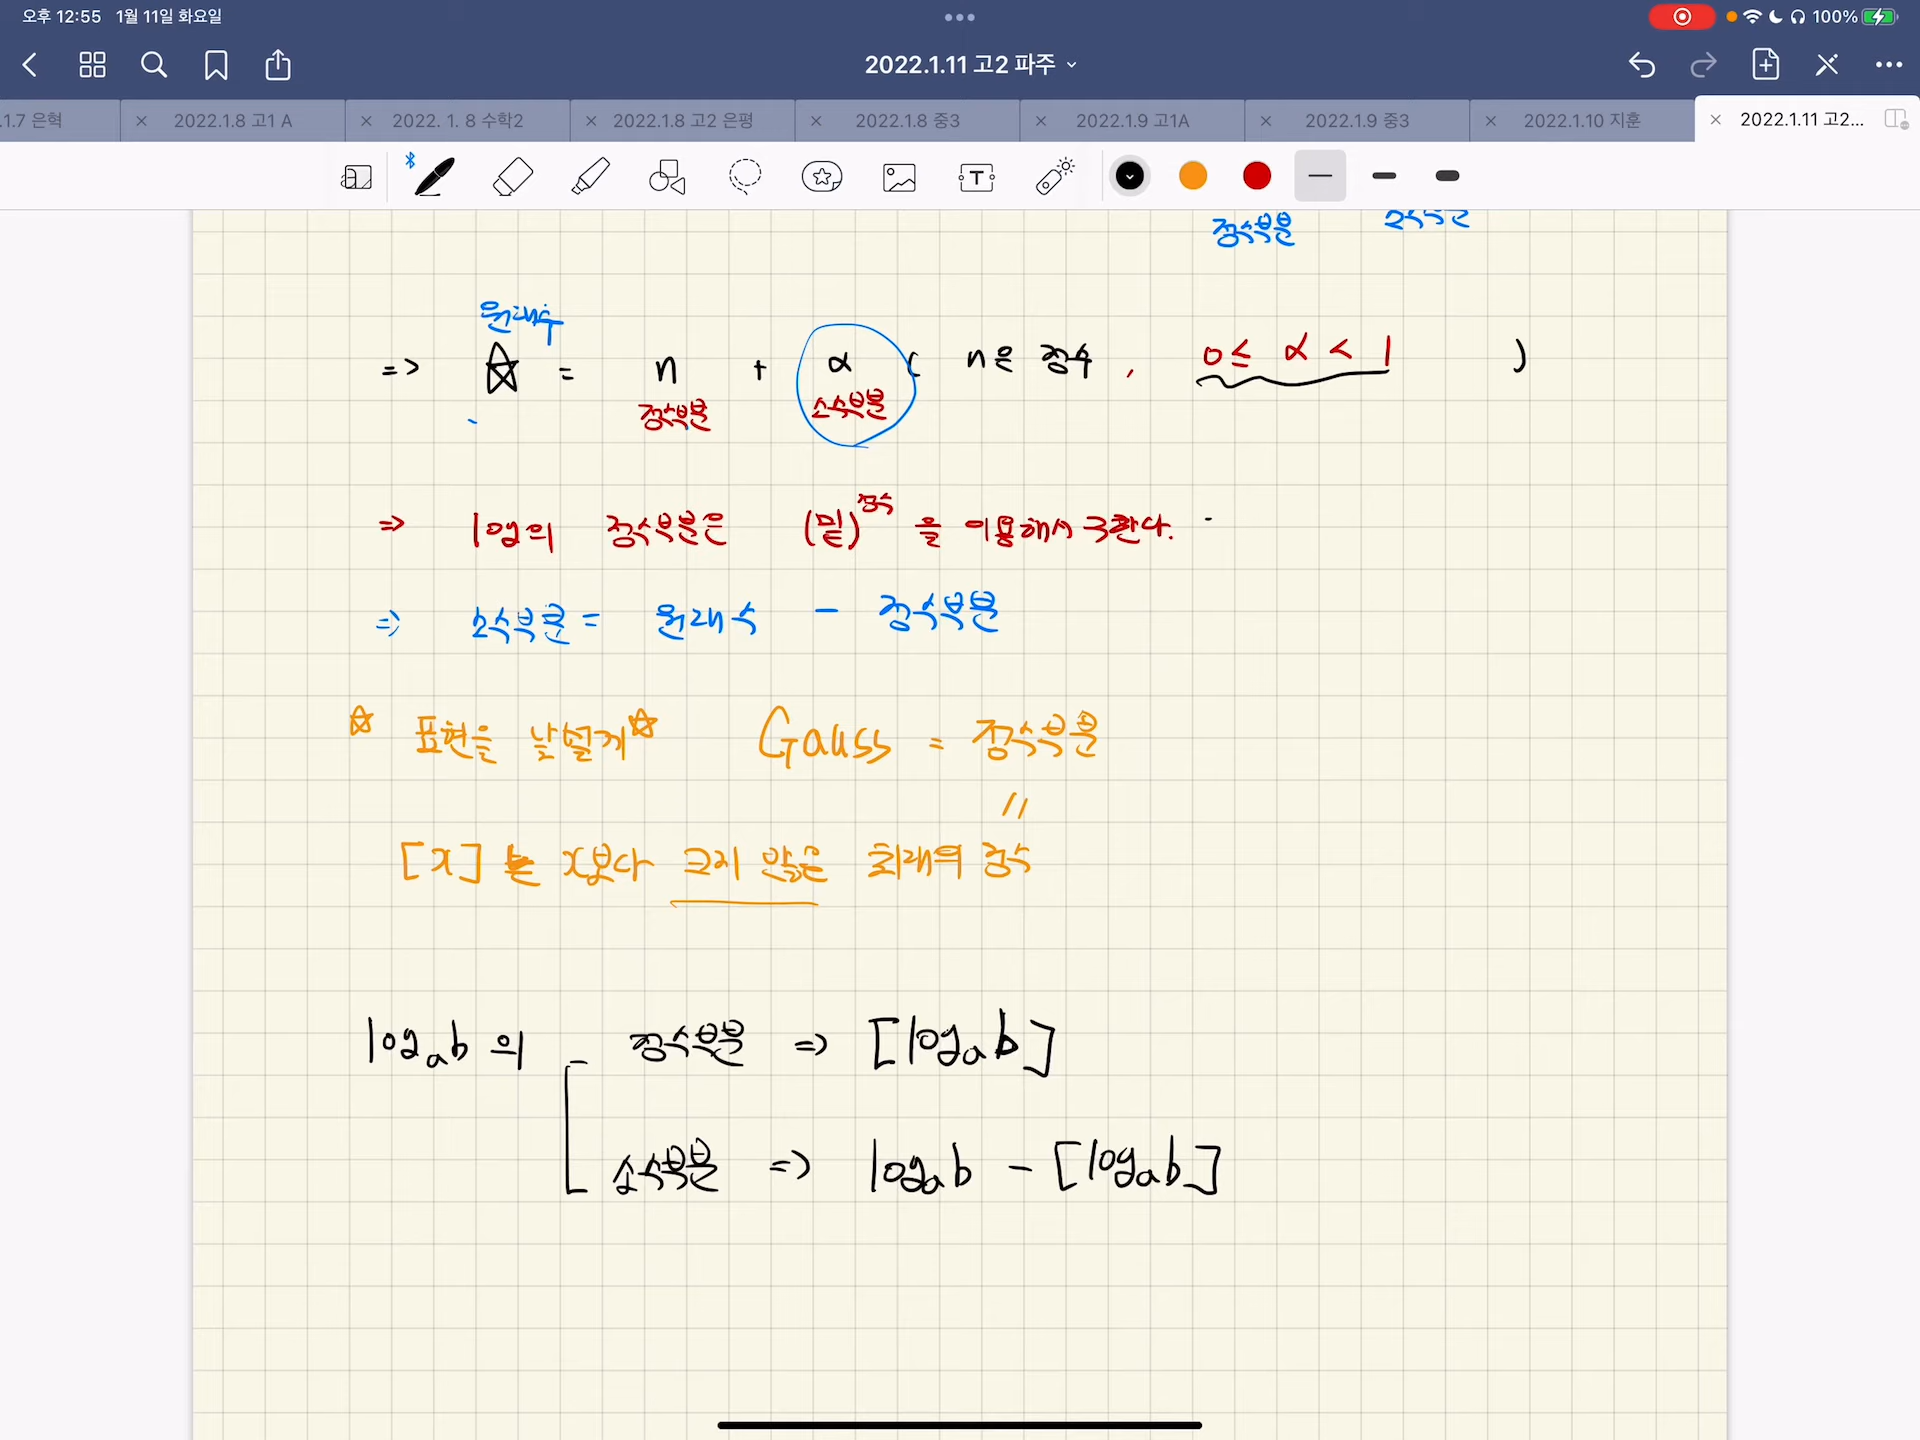 오후 12:55 1월 11일 화요일 100%
2022.1.11 고2 파주
.1.7 은혁 2022.1.8 고1 A 2022. 1. 8 수학2 2022.1.8 고2 은평 2022.1.8 중3 2022.1.9 고1A 2022.1.9 중3 2022.1.10 지훈 2022.1.11 고2...
정수부분 소수부분
원래수
=> ☆ = n + α ( n은 정수, 0 ≤ α < 1 )
정수부분 소수부분
=> log의 정수부분은 (밑)^정수 을 이용해서 구한다.
=> 소수부분 = 원래수 - 정수부분
☆ 표현을 낯설게 ☆ Gauss = 정수부분
=
[x] 는 x보다 크지 않은 최대의 정수
logₐb 의 정수부분 => [logₐb]
소수부분 => logₐb - [logₐb]